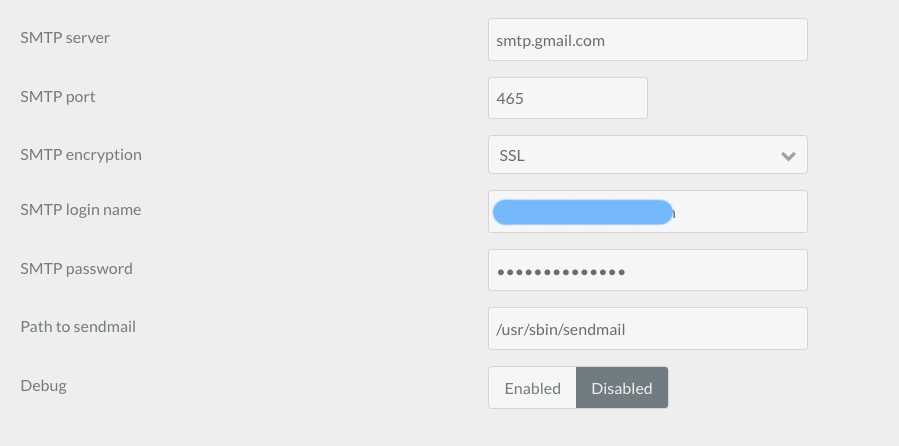 SMTP server
smtp.gmail.com
SMTP port
465
SMTP encryption
SSL
SMTP login name
SMTP password
••••••••••••••
Path to sendmail
/usr/sbin/sendmail
Debug
Enabled Disabled